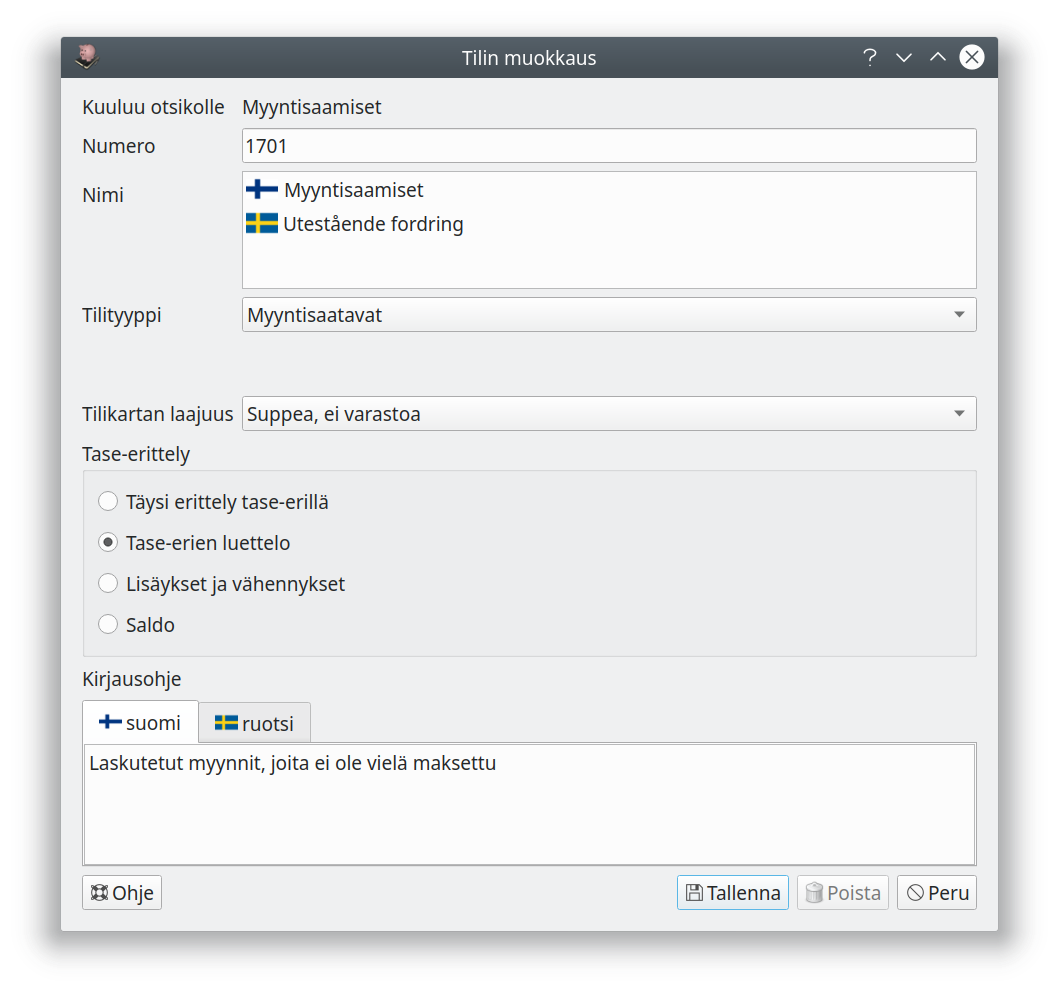 Tilin muokkaus
Kuuluu otsikolle Myyntisaamiset
Numero 1701
Nimi Myyntisaamiset
Utestående fordring
Tilityyppi Myyntisaatavat
Tilikartan laajuus Suppea, ei varastoa
Tase-erittely
Täysi erittely tase-erillä
Tase-erien luettelo
Lisäykset ja vähennykset
Saldo
Kirjausohje
suomi ruotsi
Laskutetut myynnit, joita ei ole vielä maksettu
Ohje Tallenna Poista Peru